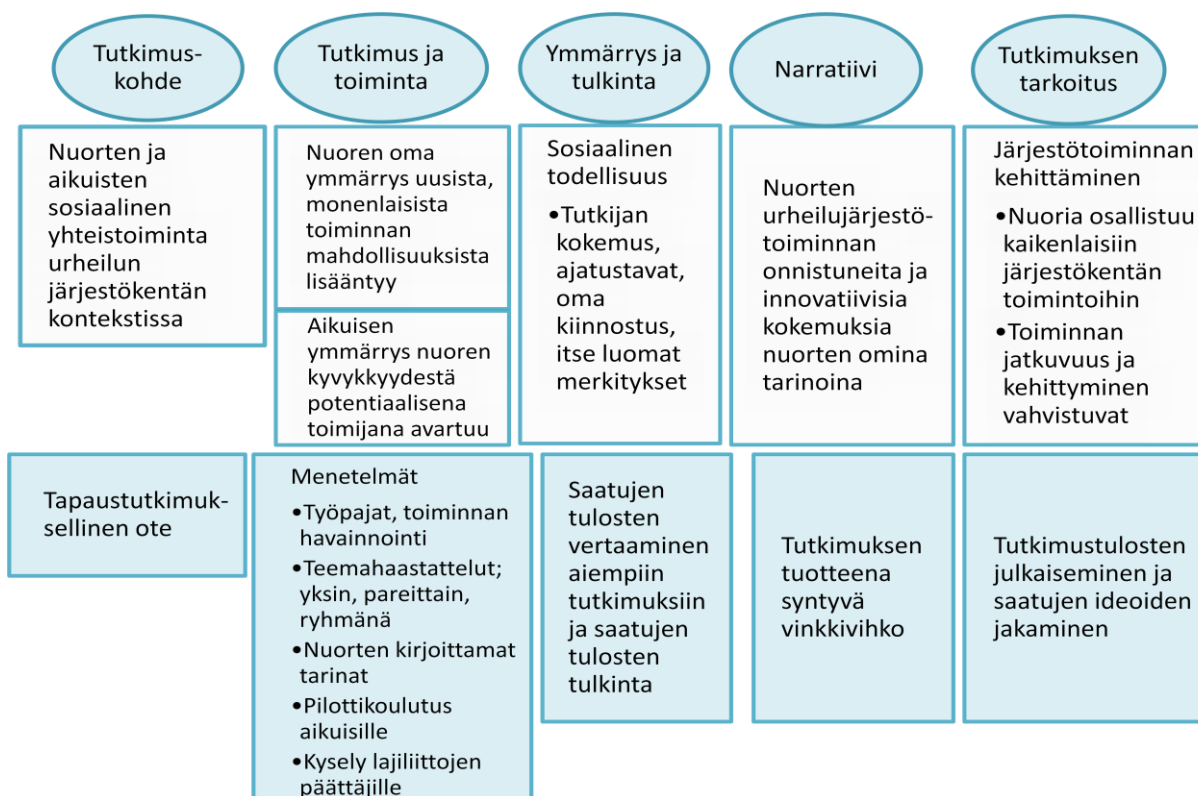 Tutkimus-
kohde
Nuorten ja
aikuisten
sosiaalinen
yhteistoiminta
urheilun
järjestökentän
kontekstissa
Tapaustutkimuk-
sellinen ote
Tutkimus ja
toiminta
Nuoren oma
ymmärrys uusista,
monenlaisista
toiminnan
mahdollisuuksista
lisääntyy
Aikuisen
ymmärrys nuoren
kyvykkyydestä
potentiaalisena
toimijana avartuu
Menetelmät
•Työpajat, toiminnan
havainnointi
•Teemahaastattelut;
yksin, pareittain,
ryhmänä
•Nuorten kirjoittamat
tarinat
•Pilottikoulutus
aikuisille
•Kysely lajiliittojen
päättäjille
Ymmärrys ja
tulkinta
Sosiaalinen
todellisuus
•Tutkijan
kokemus,
ajatustavat,
oma
kiinnostus,
itse luomat
merkitykset
Saatujen
tulosten
vertaaminen
aiempiin
tutkimuksiin
ja saatujen
tulosten
tulkinta
Narratiivi
Nuorten
urheilujärjestö-
toiminnan
onnistuneita ja
innovatiivisia
kokemuksia
nuorten omina
tarinoina
Tutkimuksen
tuotteena
syntyvä
vinkkivihko
Tutkimuksen
tarkoitus
Järjestötoiminnan
kehittäminen
•Nuoria osallistuu
kaikenlaisiin
järjestökentän
toimintoihin
•Toiminnan
jatkuvuus ja
kehittyminen
vahvistuvat
Tutkimustulosten
julkaiseminen ja
saatujen ideoiden
jakaminen